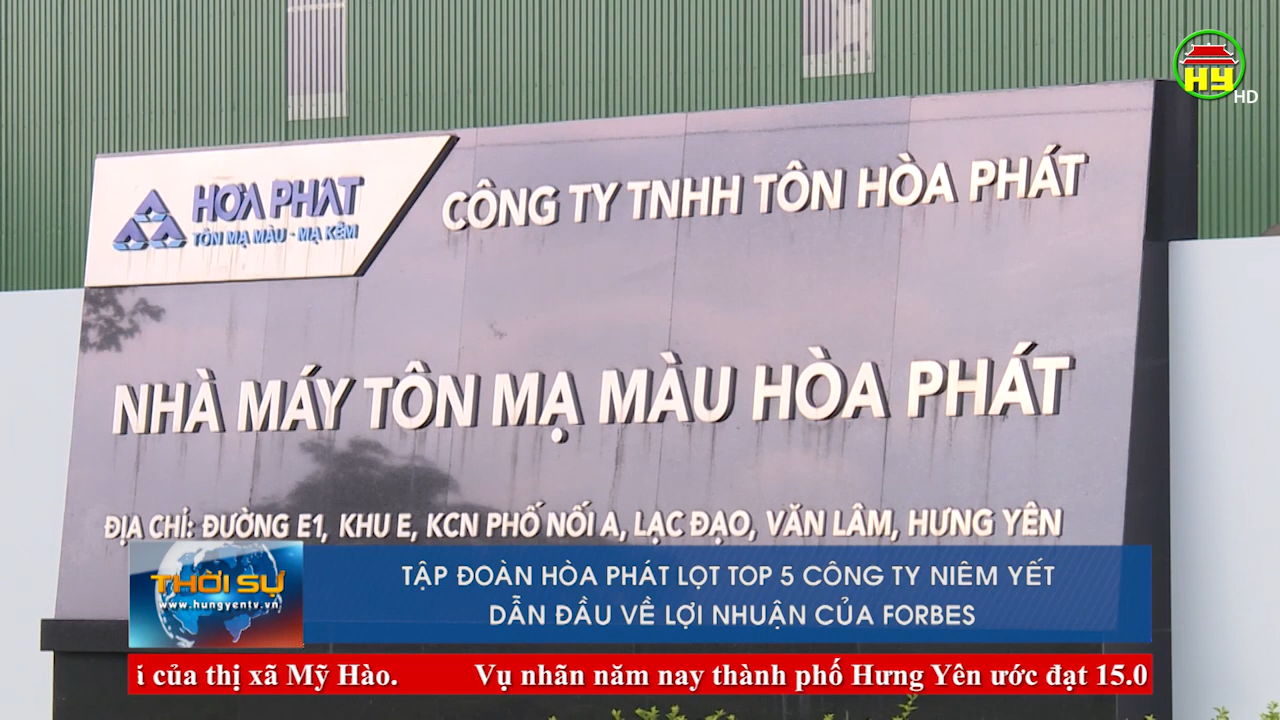 HY
HD
HÒA PHÁT
TÔN MẠ MÀU - MẠ KẼM
CÔNG TY TNHH TÔN HÒA PHÁT
NHÀ MÁY TÔN MẠ MÀU HÒA PHÁT
ĐỊA CHỈ: ĐƯỜNG E1, KHU E, KCN PHỐ NỐI A, LẠC ĐẠO, VĂN LÂM, HƯNG YÊN
THỜI SỰ
www.hungyentv.vn
TẬP ĐOÀN HÒA PHÁT LỌT TOP 5 CÔNG TY NIÊM YẾT
DẪN ĐẦU VỀ LỢI NHUẬN CỦA FORBES
của thị xã Mỹ Hào. Vụ nhãn năm nay thành phố Hưng Yên ước đạt 15.0